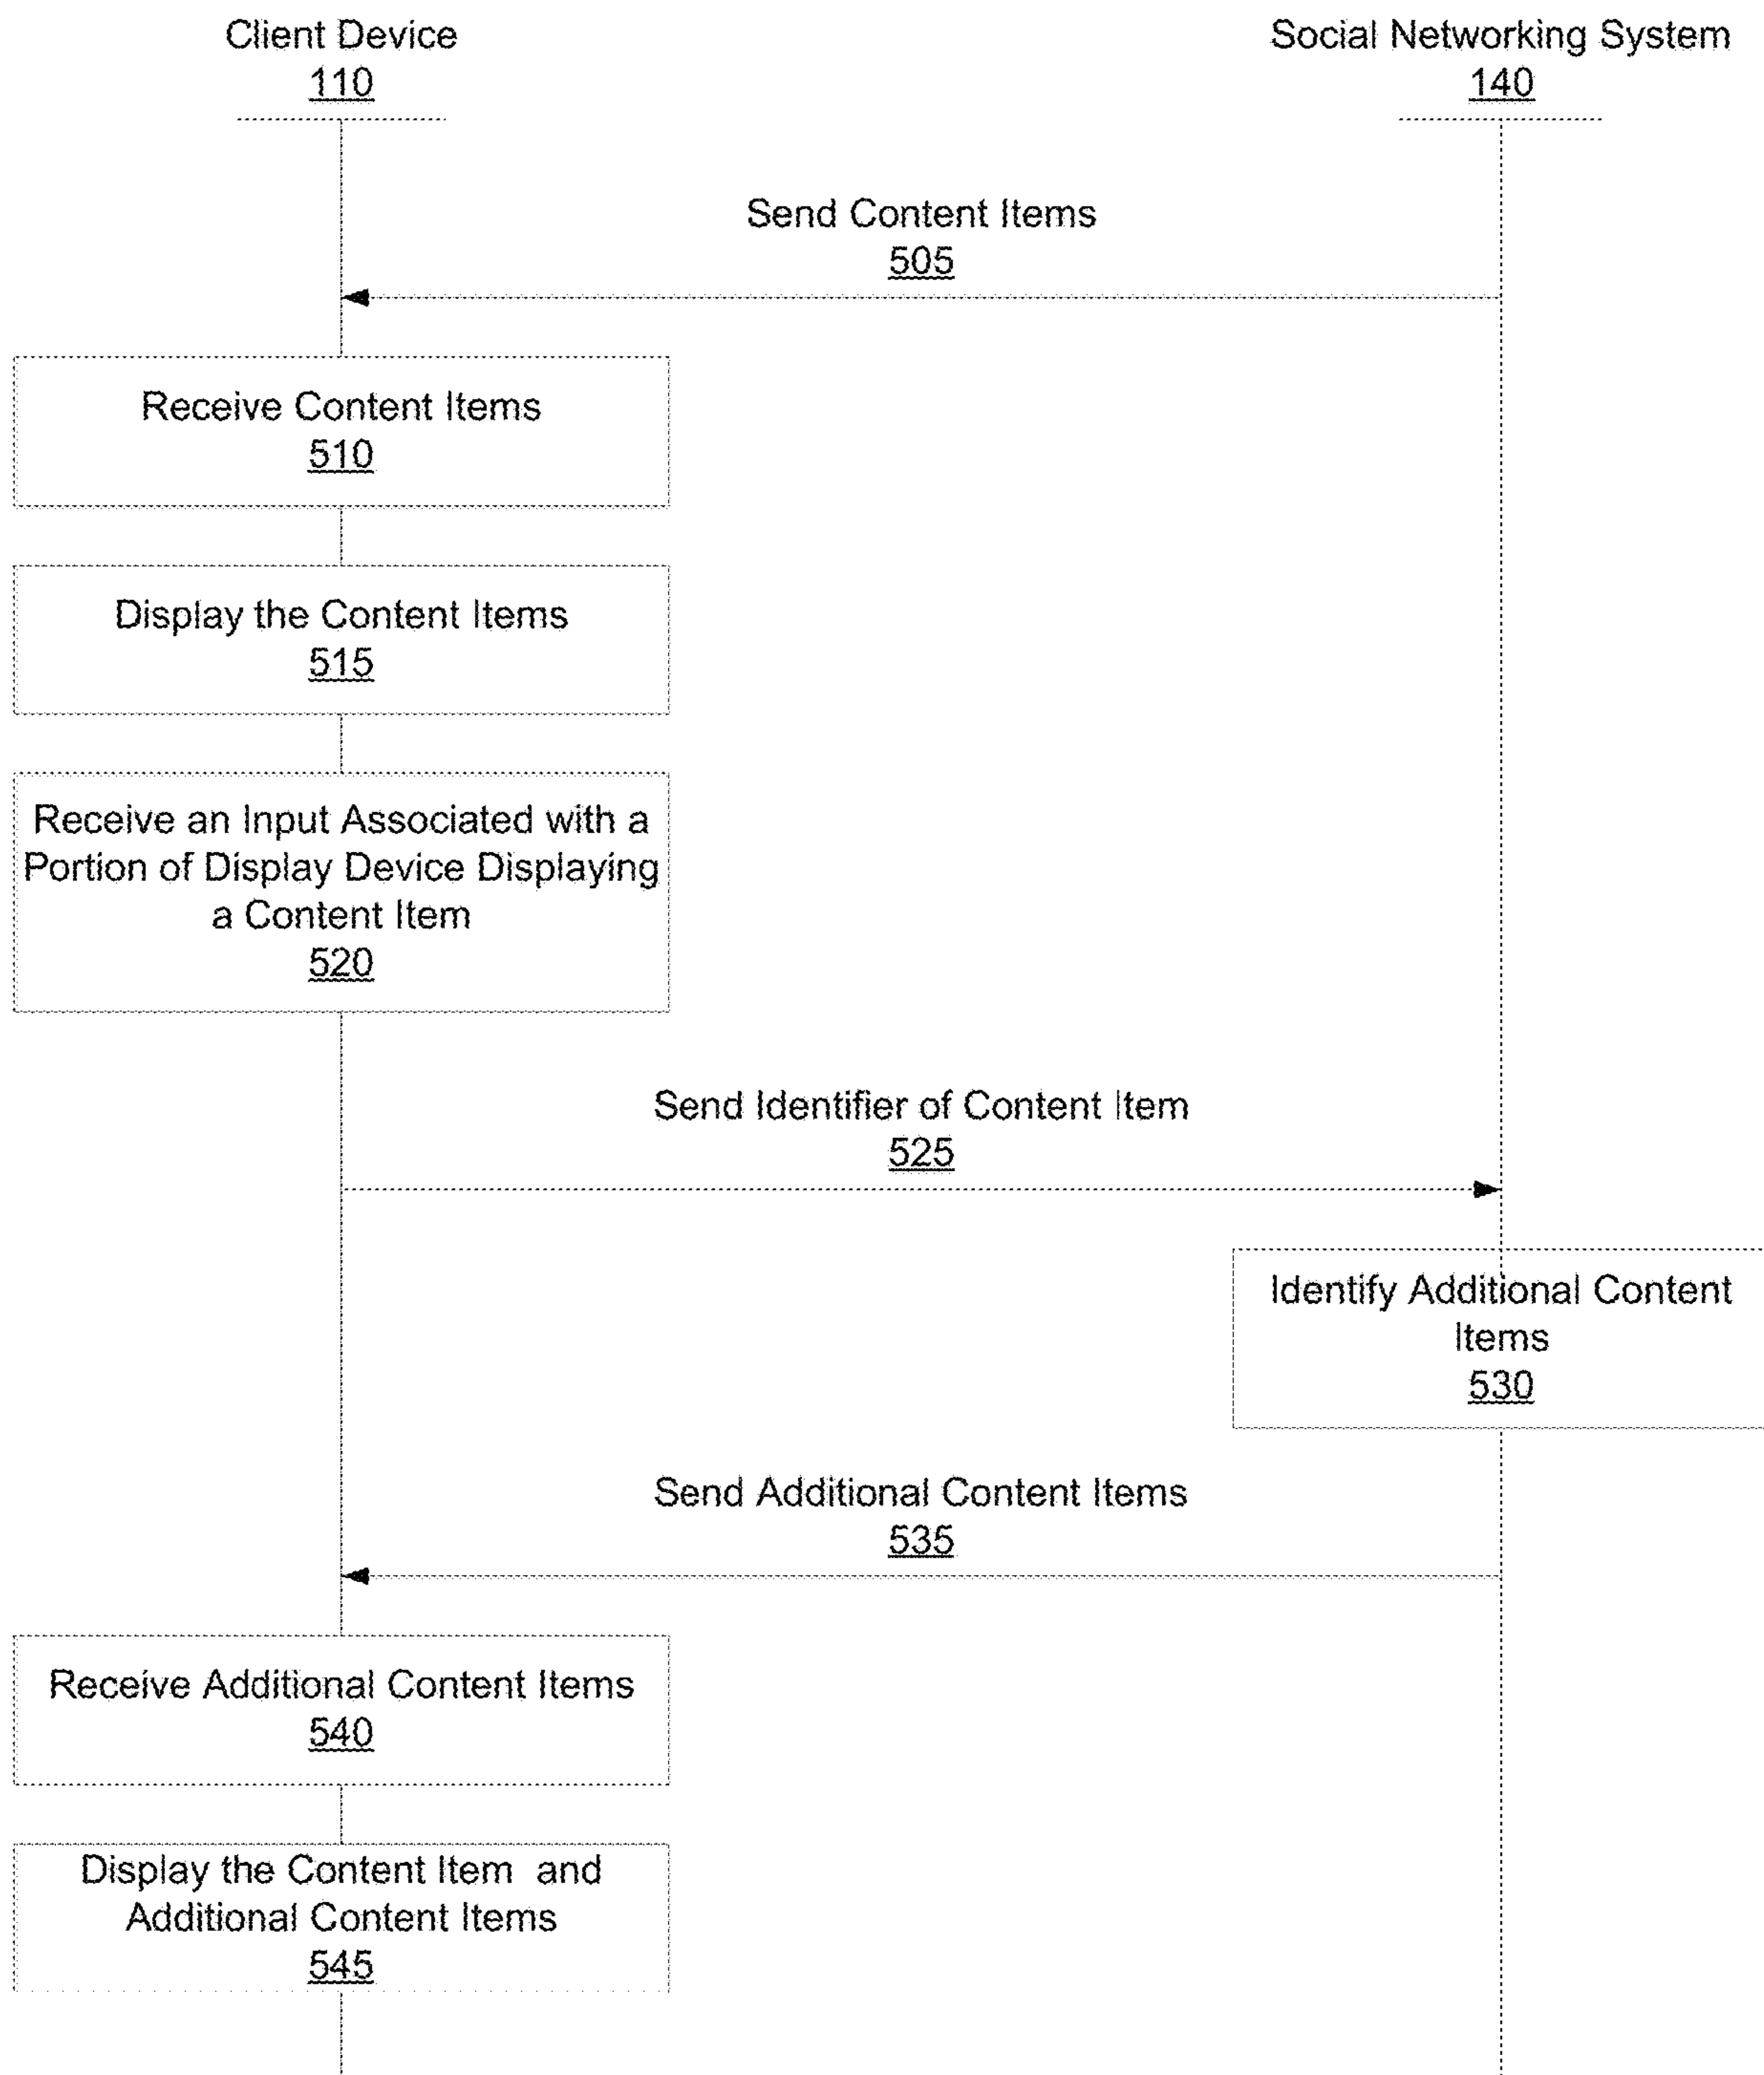 Client Device
110
Social Networking System
140
Send Content Items
505
Receive Content Items
510
Display the Content Items
515
Receive an Input Associated with a
Portion of Display Device Displaying
a Content Item
520
Send Identifier of Content Item
525
Identify Additional Content
Items
530
Send Additional Content Items
535
Receive Additional Content Items
540
Display the Content Item and
Additional Content Items
545